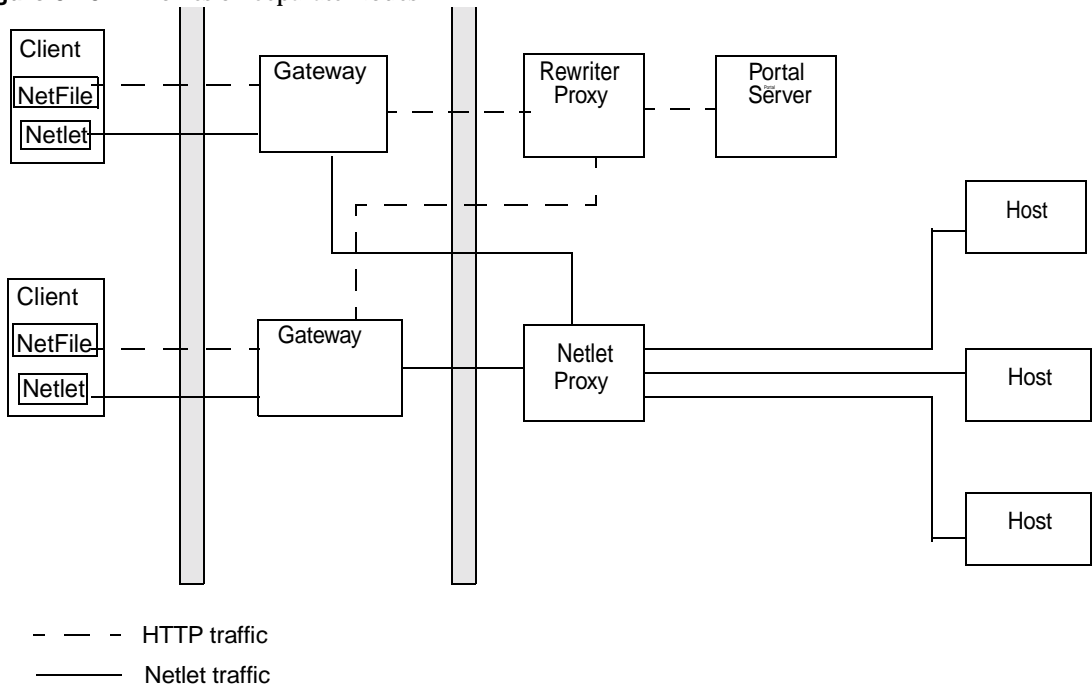 Client
NetFile
Netlet
Gateway
Rewriter
Proxy
Portal
Server
Portal
Host
Client
NetFile
Netlet
Gateway
Netlet
Proxy
Host
Host
HTTP traffic
Netlet traffic